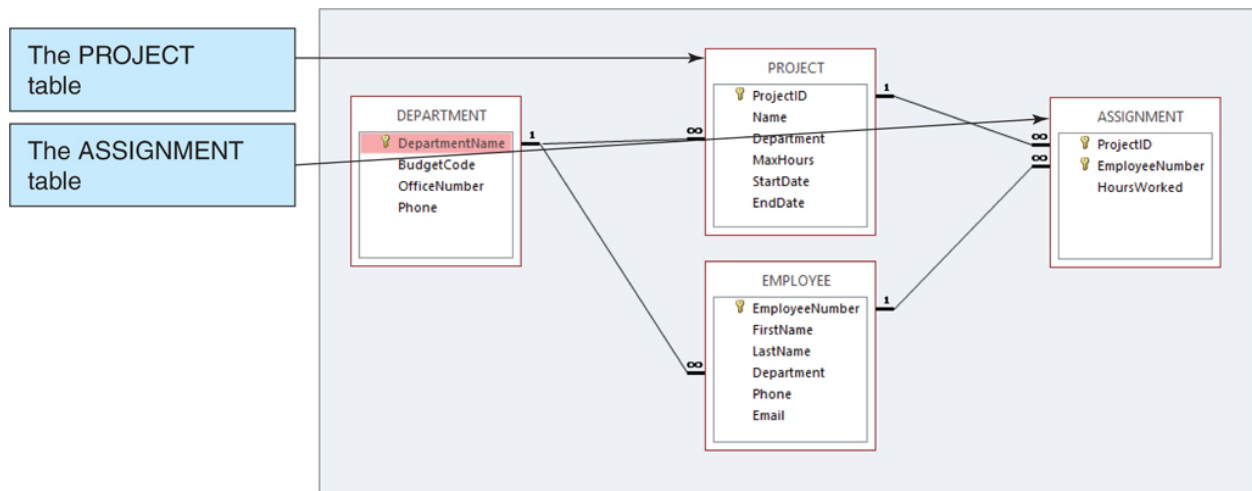 The PROJECT
table
The ASSIGNMENT
table
DEPARTMENT
DepartmentName
BudgetCode
OfficeNumber
Phone
1
∞
∞
PROJECT
ProjectID
Name
Department
MaxHours
StartDate
EndDate
1
EMPLOYEE
EmployeeNumber
FirstName
LastName
Department
Phone
Email
1
∞
∞
ASSIGNMENT
ProjectID
EmployeeNumber
HoursWorked